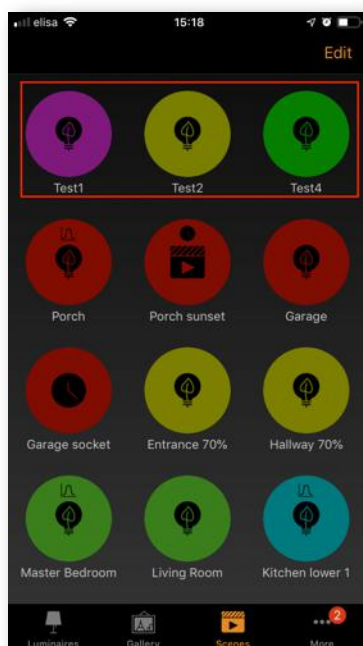 elisa 15:18
Edit
Test1 Test2 Test4
Porch Porch sunset Garage
Garage socket Entrance 70% Hallway 70%
Master Bedroom Living Room Kitchen lower 1
2
Luminaires Gallery Scenes More